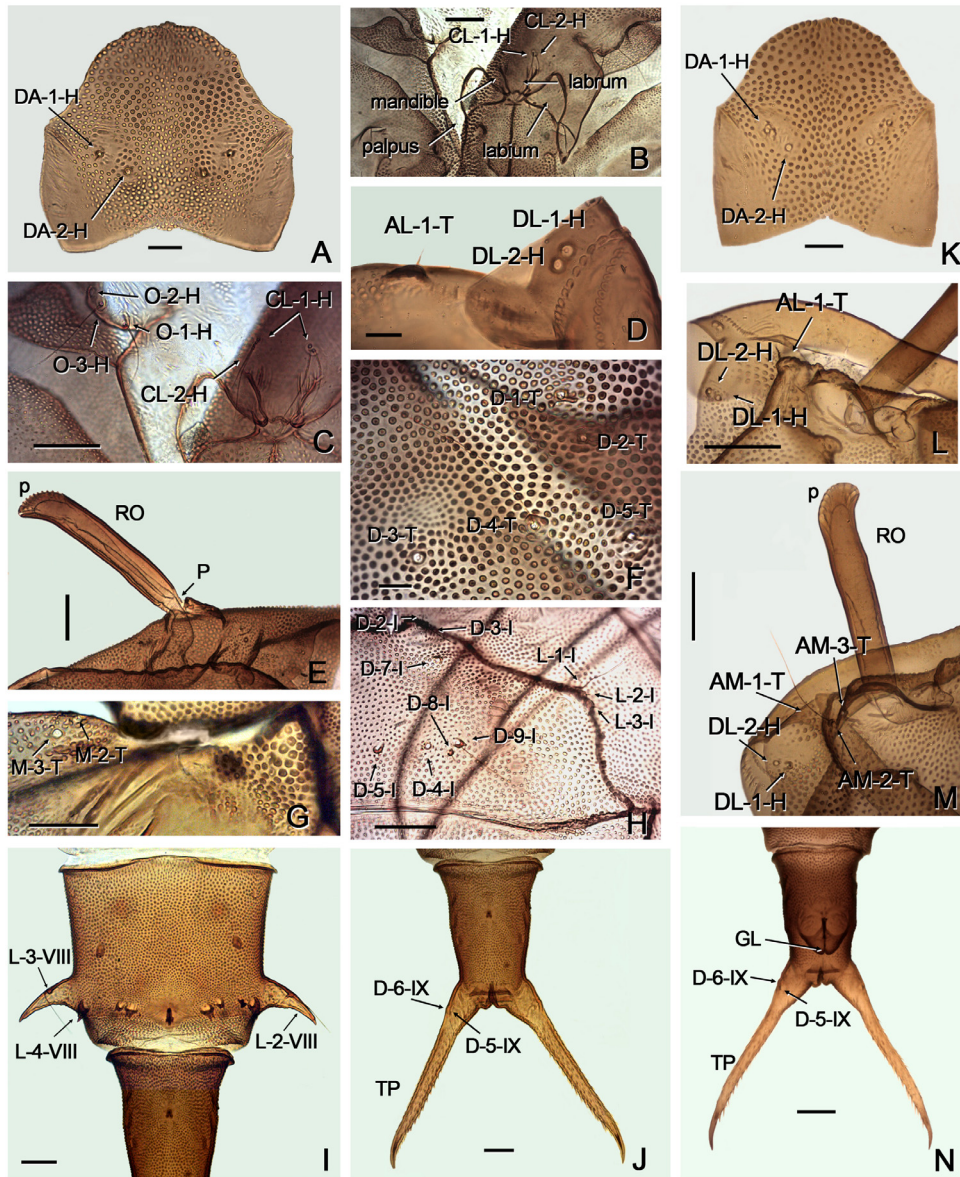 DA-1-H
DA-2-H
A
CL-1-H
CL-2-H
mandible
labrum
palpus
labium
B
DA-1-H
DA-2-H
K
O-2-H
O-1-H
O-3-H
CL-1-H
CL-2-H
C
AL-1-T
DL-1-H
DL-2-H
D
AL-1-T
DL-2-H
DL-1-H
L
p
RO
P
E
D-1-T
D-2-T
D-3-T
D-4-T
D-5-T
F
p
RO
AM-3-T
AM-1-T
DL-2-H
DL-1-H
AM-2-T
M
M-2-T
M-3-T
G
D-2-I
D-3-I
D-7-I
L-1-I
L-2-I
L-3-I
D-8-I
D-9-I
D-5-I
D-4-I
H
L-3-VIII
L-4-VIII
L-2-VIII
I
D-6-IX
D-5-IX
TP
J
GL
D-6-IX
D-5-IX
TP
N